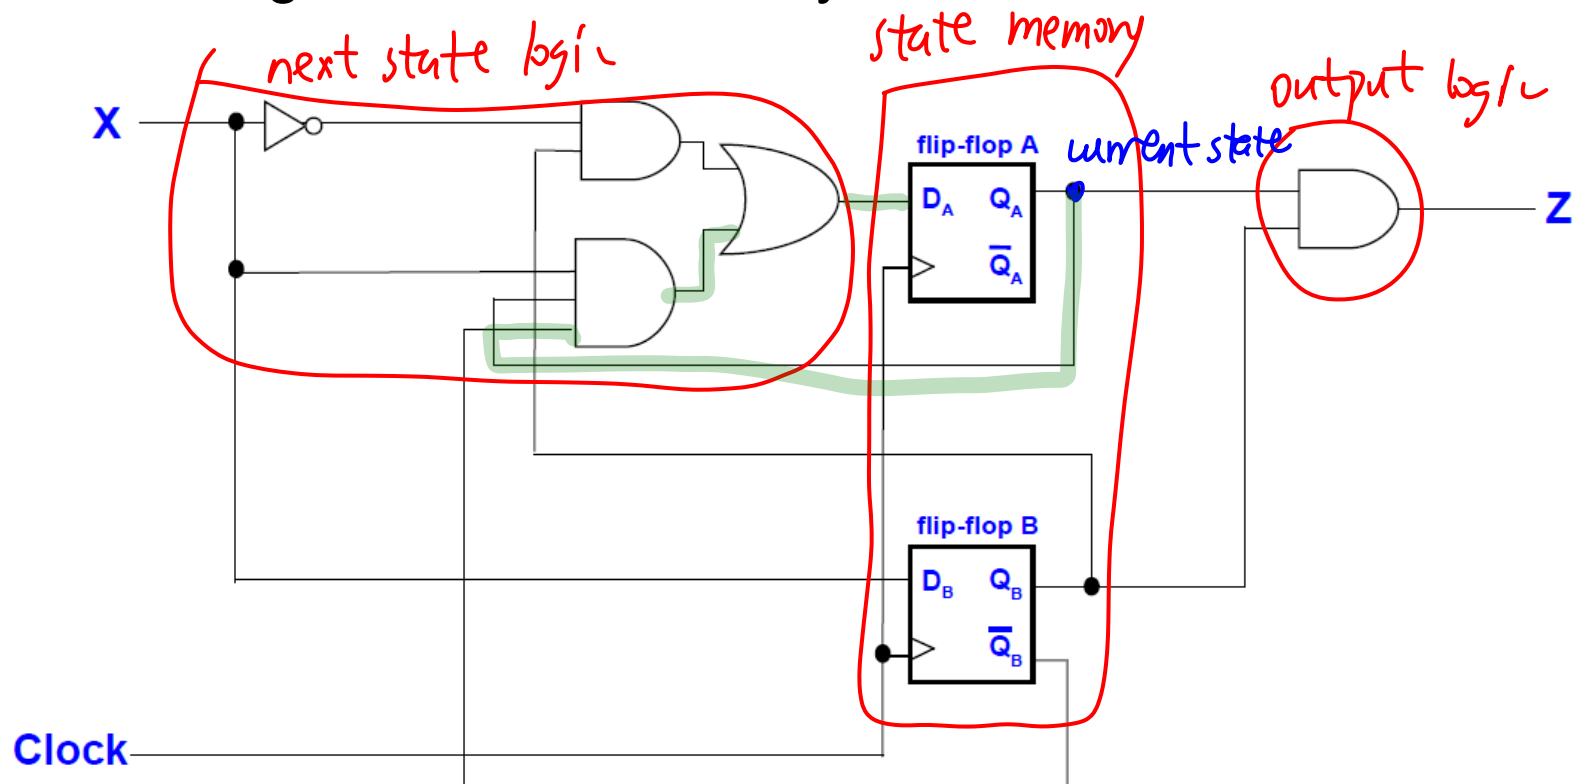 next state logic
state memory
output logic
X
flip-flop A
current state
D_A Q_A
Q̅_A
Z
flip-flop B
D_B Q_B
Q̅_B
Clock